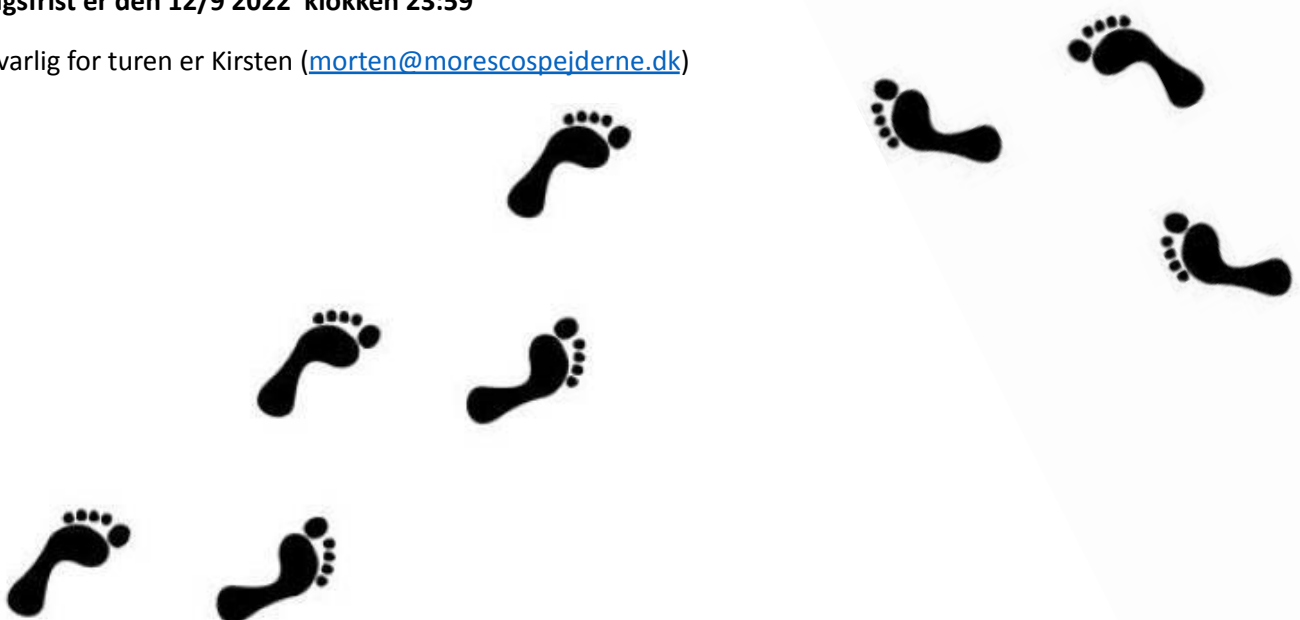 gsfrist er den 12/9 2022 klokken 23:59
varlig for turen er Kirsten (morten@morescospejderne.dk)